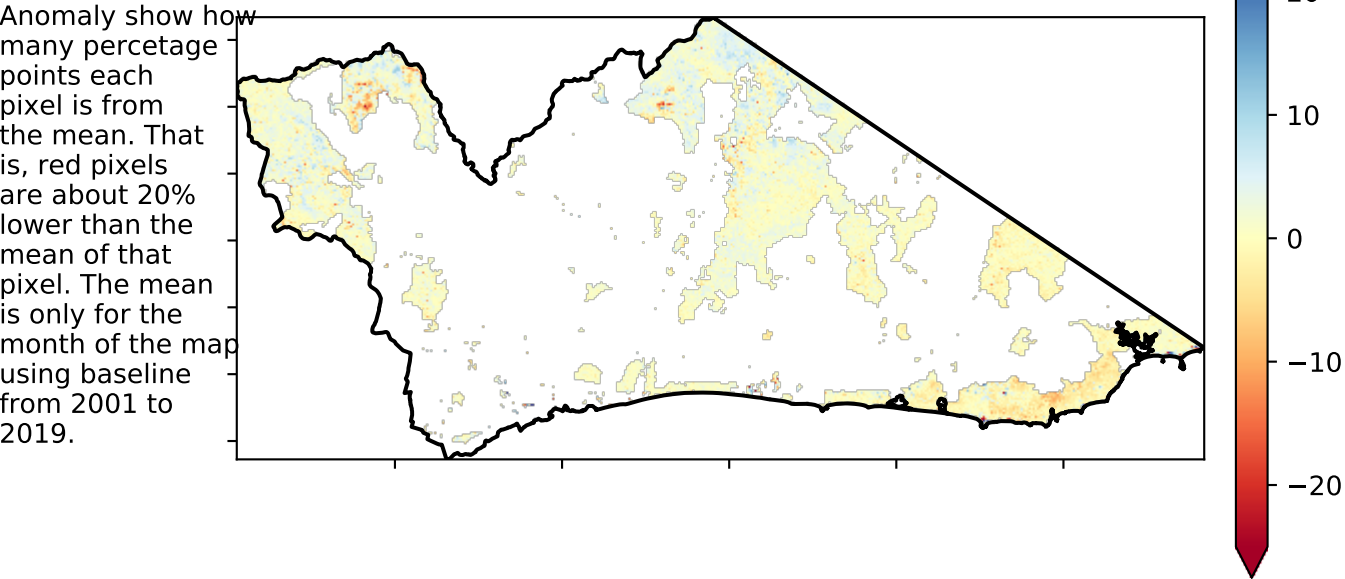 Anomaly show how
many percetage
points each
pixel is from
the mean. That
is, red pixels
are about 20%
lower than the
mean of that
pixel. The mean
is only for the
month of the map
using baseline
from 2001 to
2019.
10
0
−10
−20